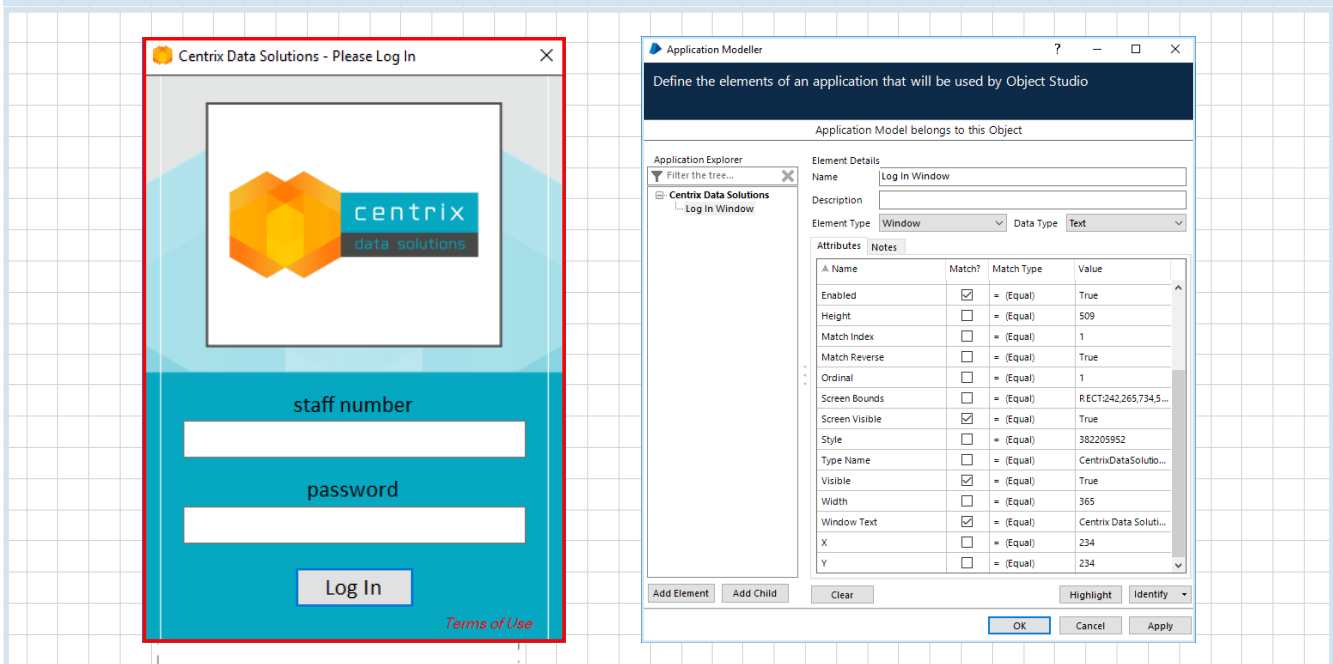 Centrix Data Solutions - Please Log In
centrix
data solutions
staff number
password
Log In
Terms of Use
Application Modeller
Define the elements of an application that will be used by Object Studio
Application Model belongs to this Object
Application Explorer
Filter the tree...
Centrix Data Solutions
Log In Window
Element Details
Name Log In Window
Description
Element Type Window Data Type Text
Attributes Notes
Name Match? Match Type Value
Enabled = (Equal) True
Height = (Equal) 509
Match Index = (Equal) 1
Match Reverse = (Equal) True
Ordinal = (Equal) 1
Screen Bounds = (Equal) RECT:242,265,734,5...
Screen Visible = (Equal) True
Style = (Equal) 382205952
Type Name = (Equal) CentrixDataSolutio...
Visible = (Equal) True
Width = (Equal) 365
Window Text = (Equal) Centrix Data Soluti...
X = (Equal) 234
Y = (Equal) 234
Add Element Add Child Clear Highlight Identify
OK Cancel Apply